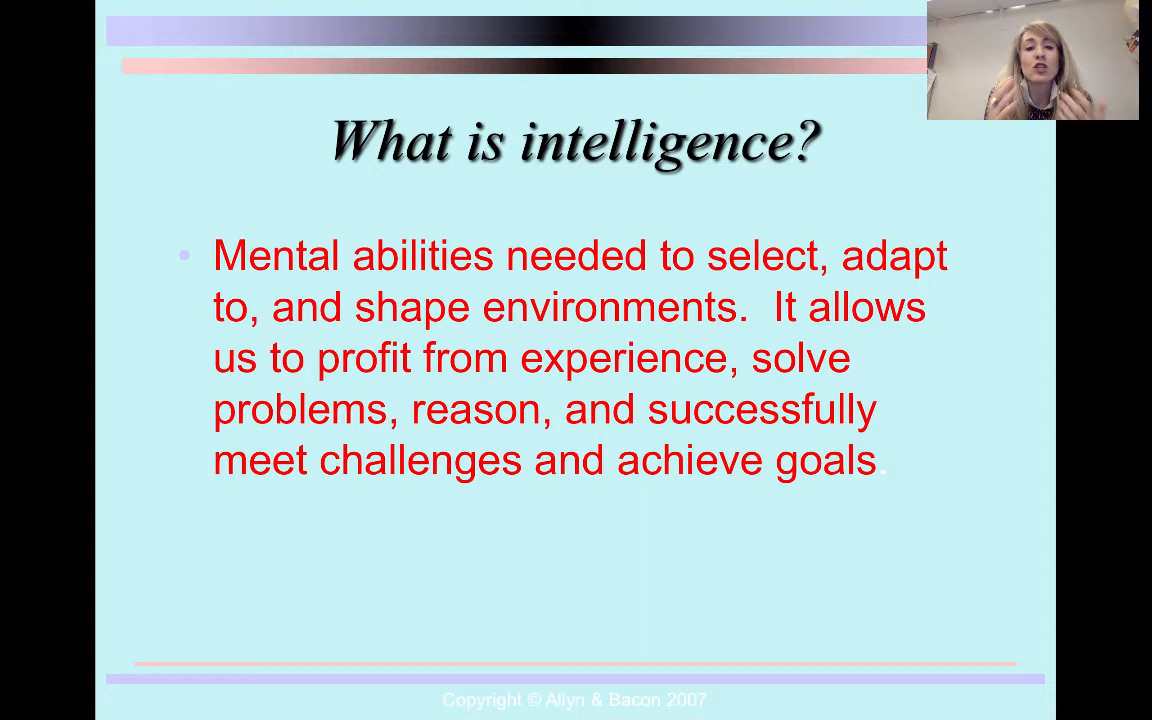 What is intelligence?
• Mental abilities needed to select, adapt
to, and shape environments.  It allows
us to profit from experience, solve
problems, reason, and successfully
meet challenges and achieve goals.
Copyright © Allyn & Bacon 2007